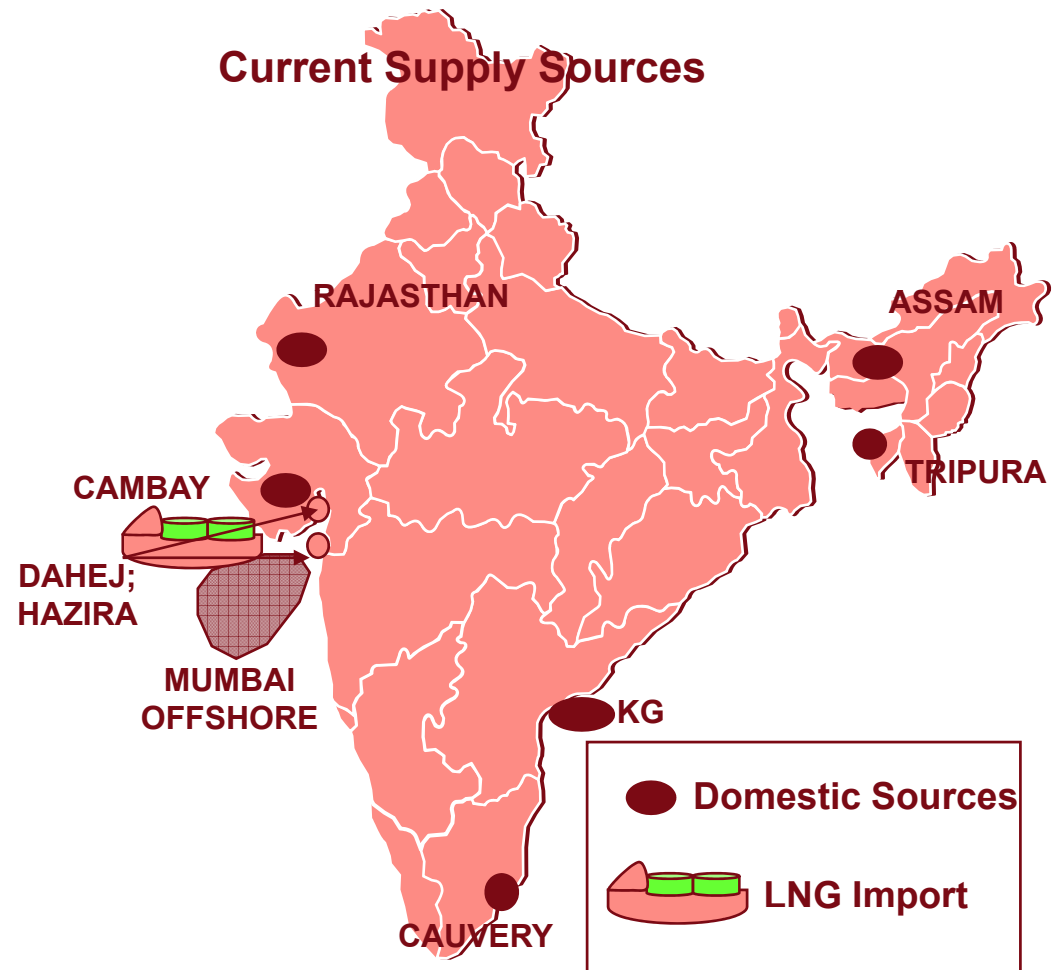 Current Supply Sources
RAJASTHAN
ASSAM
TRIPURA
CAMBAY
DAHEJ;
HAZIRA
MUMBAI
OFFSHORE
KG
CAUVERY
Domestic Sources
LNG Import